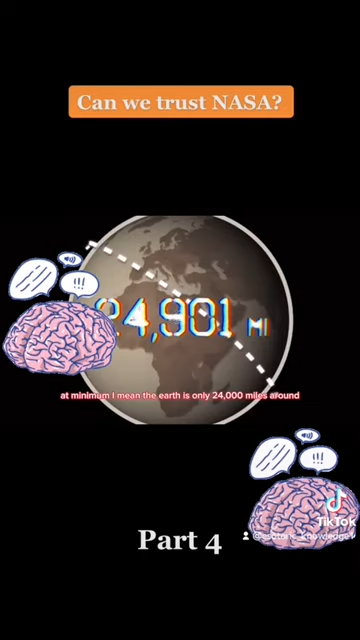 Can we trust NASA?
24,901 MI
at minimum I mean the earth is only 24,000 miles around
TikTok
@esoteric_knowledge1
Part 4